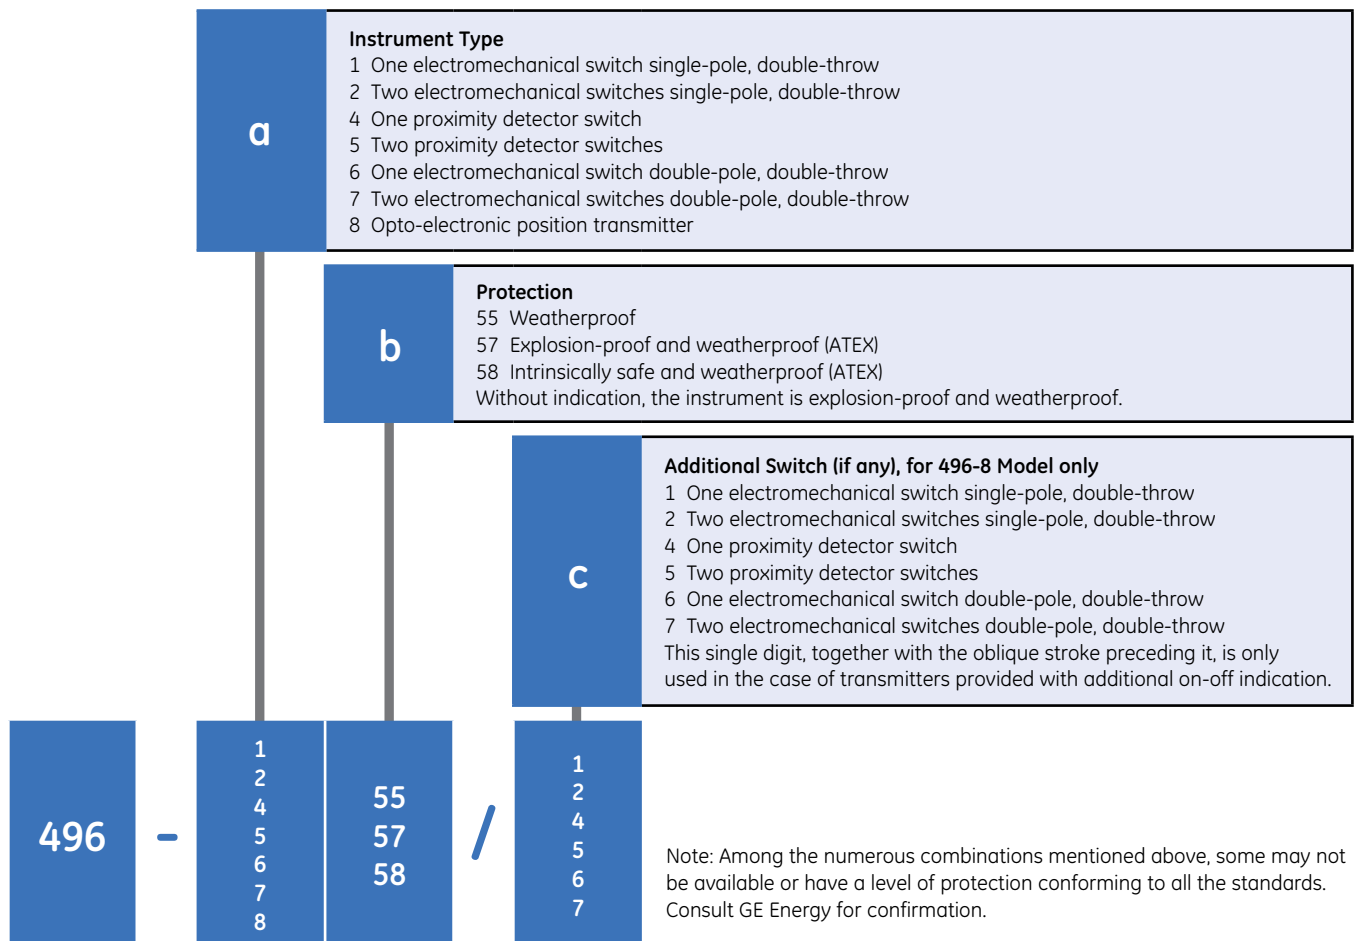 a
Instrument Type
1 One electromechanical switch single-pole, double-throw
2 Two electromechanical switches single-pole, double-throw
4 One proximity detector switch
5 Two proximity detector switches
6 One electromechanical switch double-pole, double-throw
7 Two electromechanical switches double-pole, double-throw
8 Opto-electronic position transmitter
b
Protection
55 Weatherproof
57 Explosion-proof and weatherproof (ATEX)
58 Intrinsically safe and weatherproof (ATEX)
Without indication, the instrument is explosion-proof and weatherproof.
c
Additional Switch (if any), for 496-8 Model only
1 One electromechanical switch single-pole, double-throw
2 Two electromechanical switches single-pole, double-throw
4 One proximity detector switch
5 Two proximity detector switches
6 One electromechanical switch double-pole, double-throw
7 Two electromechanical switches double-pole, double-throw
This single digit, together with the oblique stroke preceding it, is only
used in the case of transmitters provided with additional on-off indication.
496
-
1
2
4
5
6
7
8
55
57
58
/
1
2
4
5
6
7
Note: Among the numerous combinations mentioned above, some may not
be available or have a level of protection conforming to all the standards.
Consult GE Energy for confirmation.